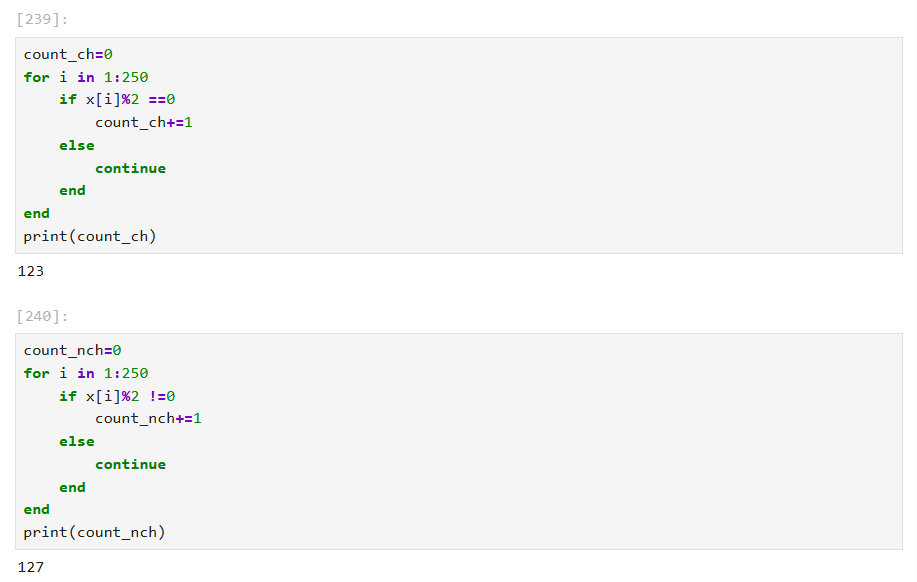 [239]:
count_ch=0
for i in 1:250
    if x[i]%2 ==0
        count_ch+=1
    else
        continue
    end
end
print(count_ch)
123
[240]:
count_nch=0
for i in 1:250
    if x[i]%2 !=0
        count_nch+=1
    else
        continue
    end
end
print(count_nch)
127